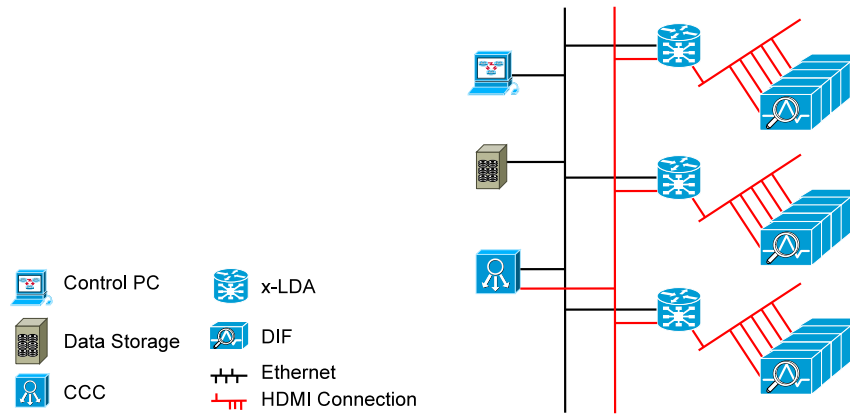 Control PC
x-LDA
Data Storage
DIF
Ethernet
CCC
HDMI Connection